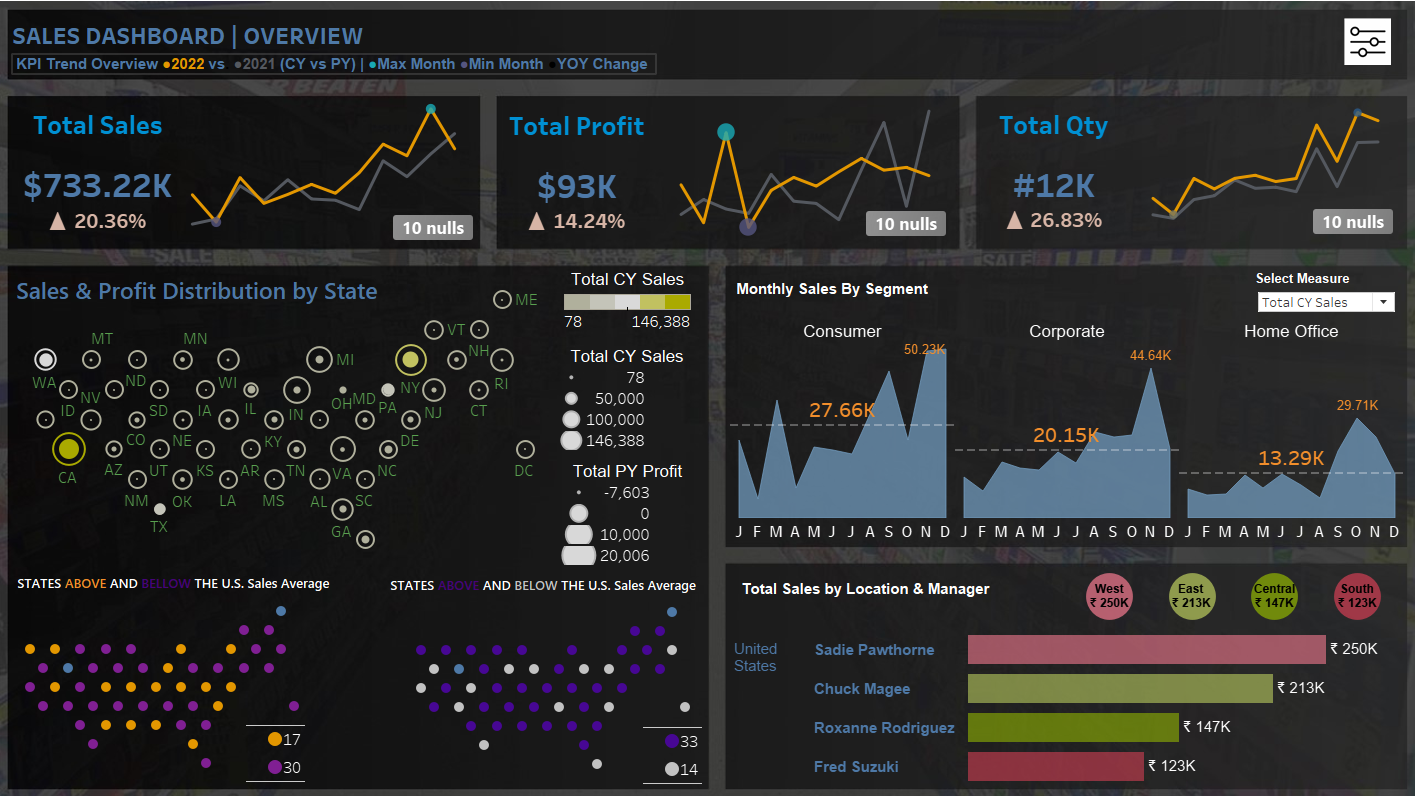 SALES DASHBOARD | OVERVIEW
KPI Trend Overview ●2022 vs ●2021 (CY vs PY) | ●Max Month ●Min Month ●YOY Change
Total Sales
$733.22K
▲ 20.36%
10 nulls
Total Profit
$93K
▲ 14.24%
10 nulls
Total Qty
#12K
▲ 26.83%
10 nulls
Sales & Profit Distribution by State
ME
MT MN VT NH
WA ND WI MI NY RI
ID NV SD IA IL IN OH MD PA NJ CT
CO NE KY DE
CA AZ UT KS AR TN VA NC DC
NM OK LA MS AL SC
TX GA
Total CY Sales
78 146,388
Total CY Sales
78
50,000
100,000
146,388
Total PY Profit
-7,603
0
10,000
20,006
STATES ABOVE AND BELLOW THE U.S. Sales Average
17
30
STATES ABOVE AND BELOW THE U.S. Sales Average
33
14
Monthly Sales By Segment
Select Measure
Total CY Sales
Consumer
50.23K
27.66K
J F M A M J J A S O N D
Corporate
44.64K
20.15K
J F M A M J J A S O N D
Home Office
29.71K
13.29K
J F M A M J J A S O N D
Total Sales by Location & Manager
West
₹ 250K
East
₹ 213K
Central
₹ 147K
South
₹ 123K
United
States
Sadie Pawthorne ₹ 250K
Chuck Magee ₹ 213K
Roxanne Rodriguez ₹ 147K
Fred Suzuki ₹ 123K